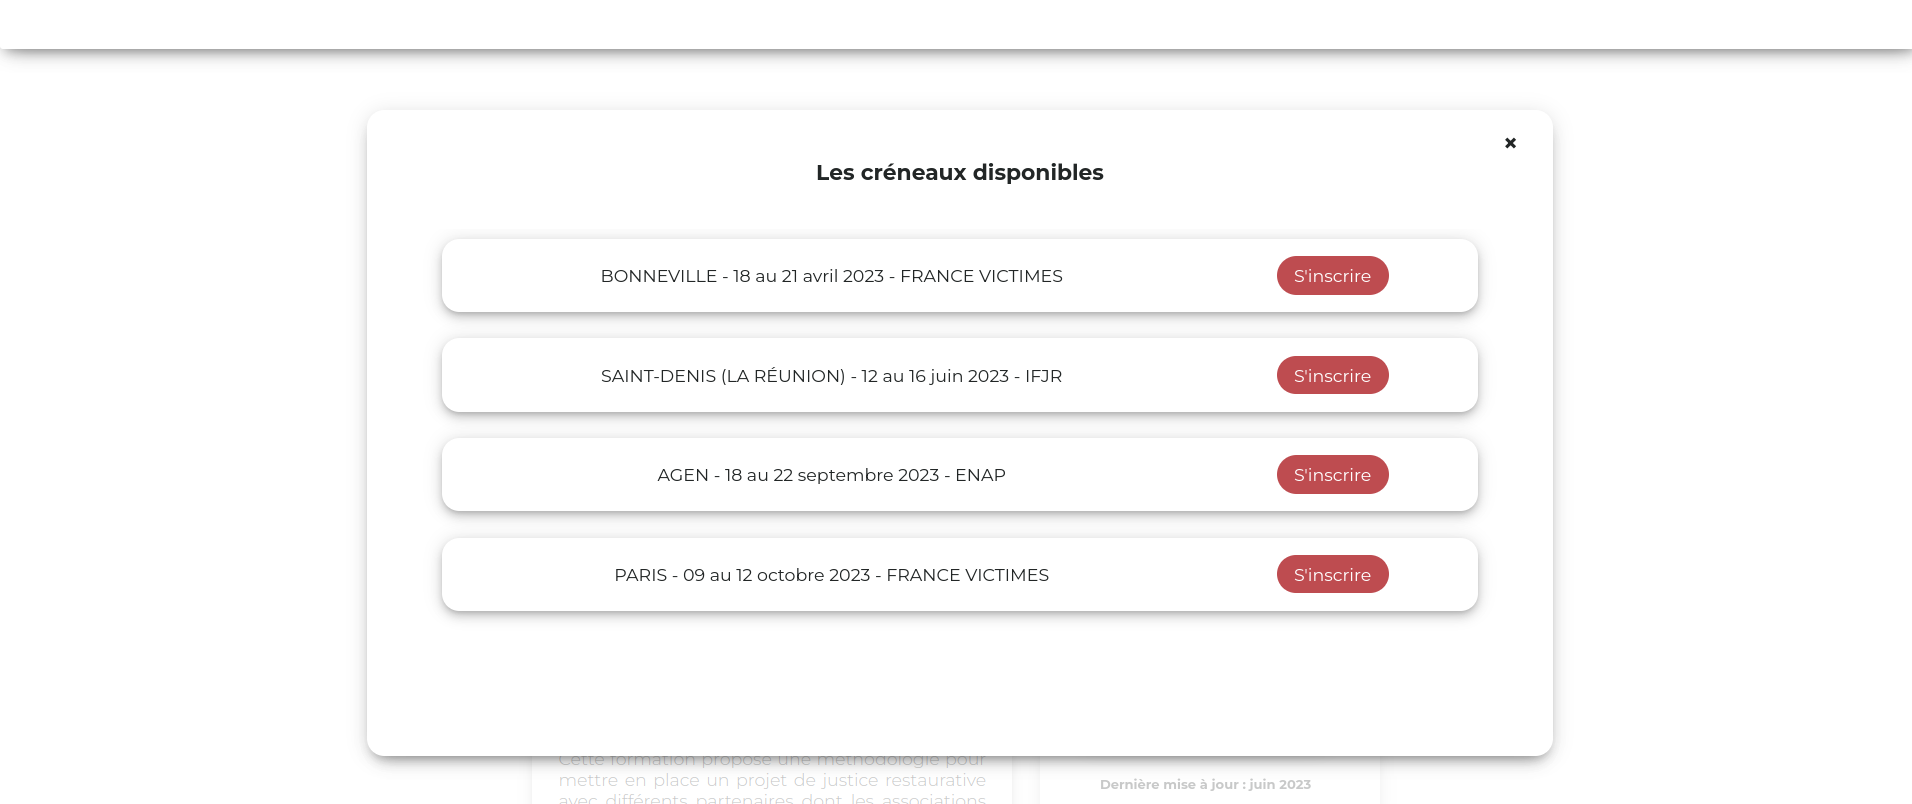 Les créneaux disponibles
BONNEVILLE - 18 au 21 avril 2023 - FRANCE VICTIMES
S'inscrire
SAINT-DENIS (LA RÉUNION) - 12 au 16 juin 2023 - IFJR
S'inscrire
AGEN - 18 au 22 septembre 2023 - ENAP
S'inscrire
PARIS - 09 au 12 octobre 2023 - FRANCE VICTIMES
S'inscrire
Cette formation propose une méthodologie pour
mettre en place un projet de justice restaurative
avec différents partenaires dont les associations
Dernière mise à jour : juin 2023